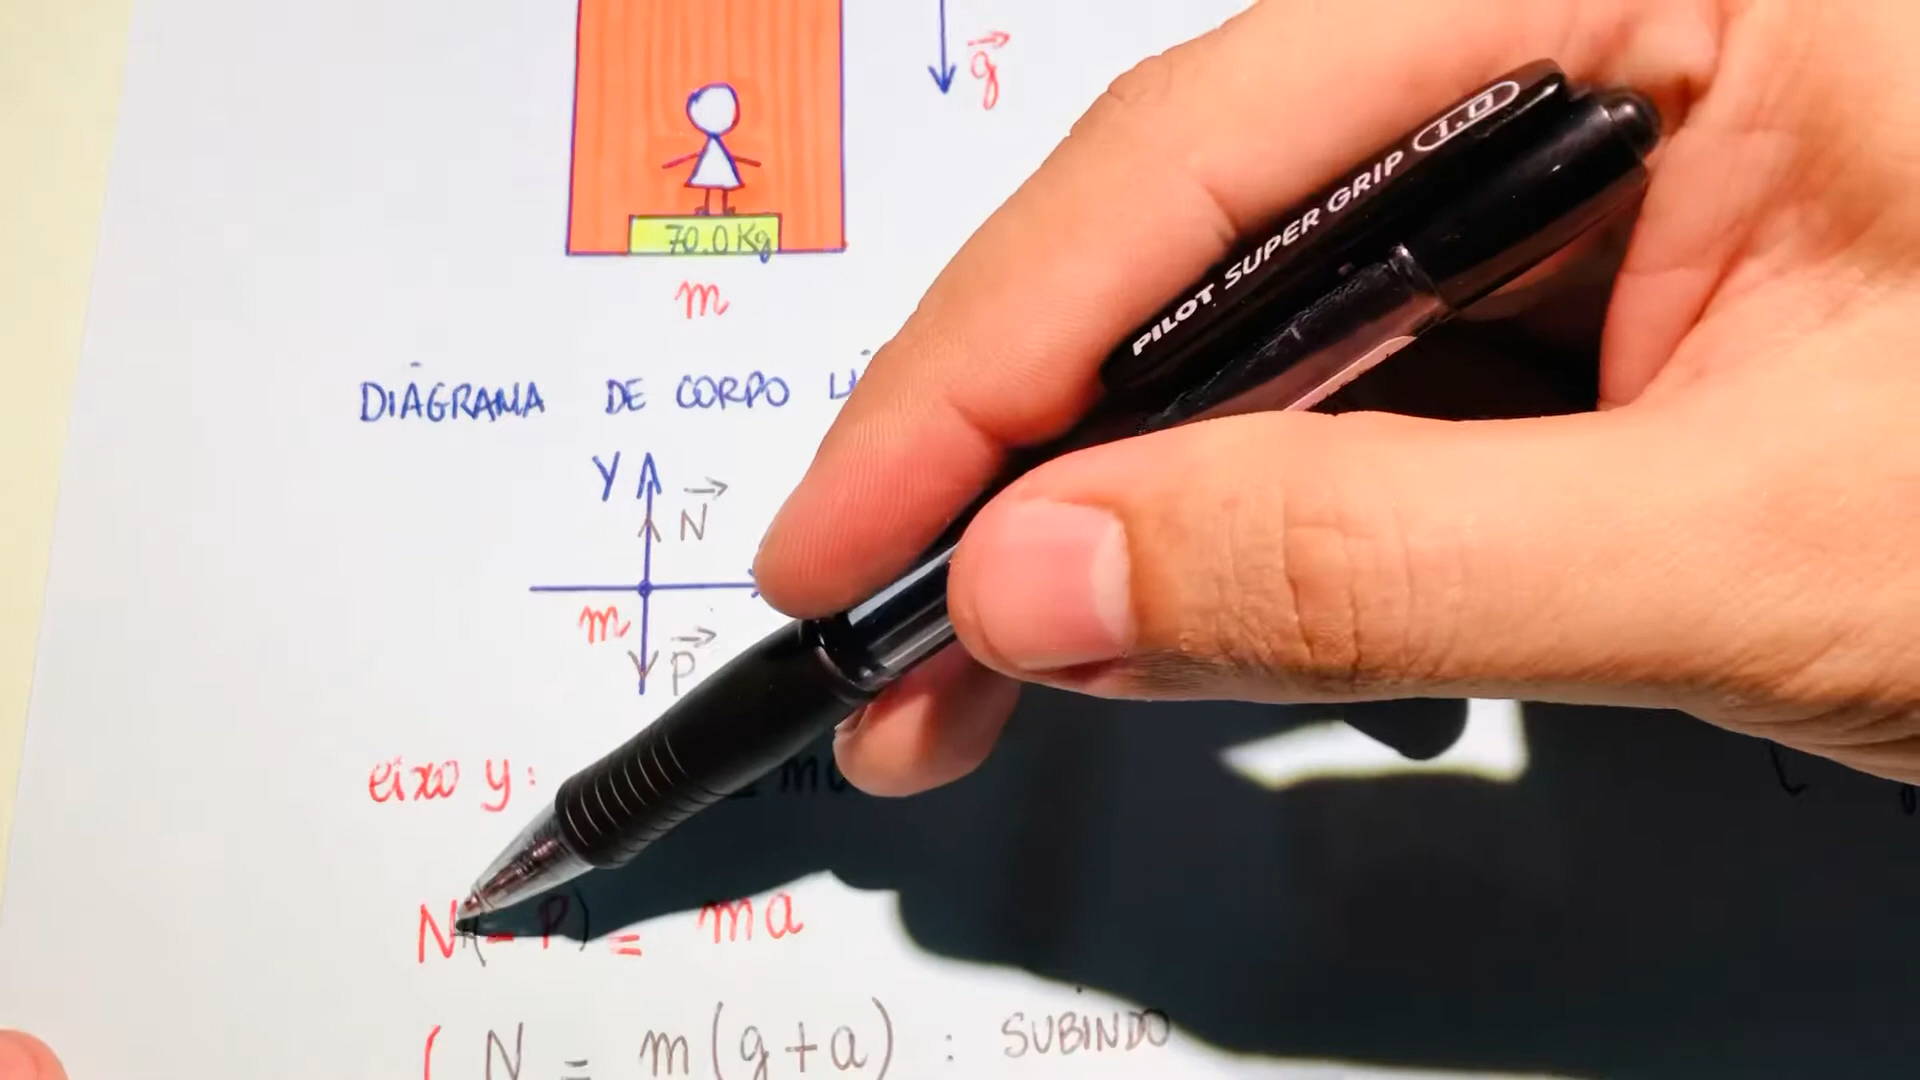 g
70.0 Kg
m
DIAGRAMA DE CORPO
Y
N
m
P
PILOT SUPER GRIP 1.0
eixo y:
N+(-P) = ma
N = m(g+a) : SUBINDO